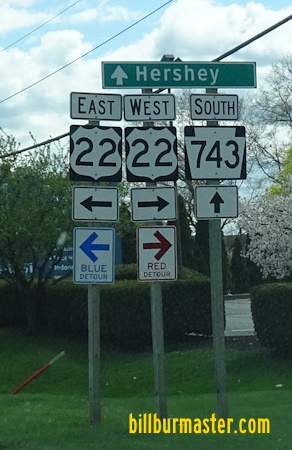 Hershey
EAST
WEST
SOUTH
22
22
743
BLUE
DETOUR
RED
DETOUR
billburmaster.com